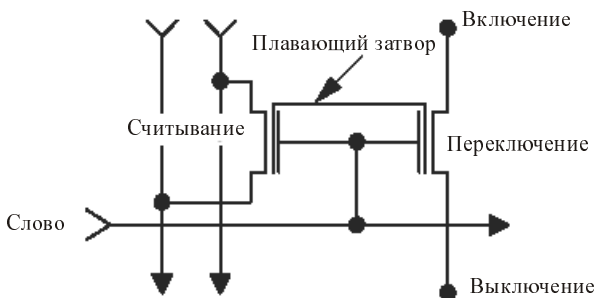 Включение
Плавающий затвор
Считывание
Переключение
Слово
Выключение